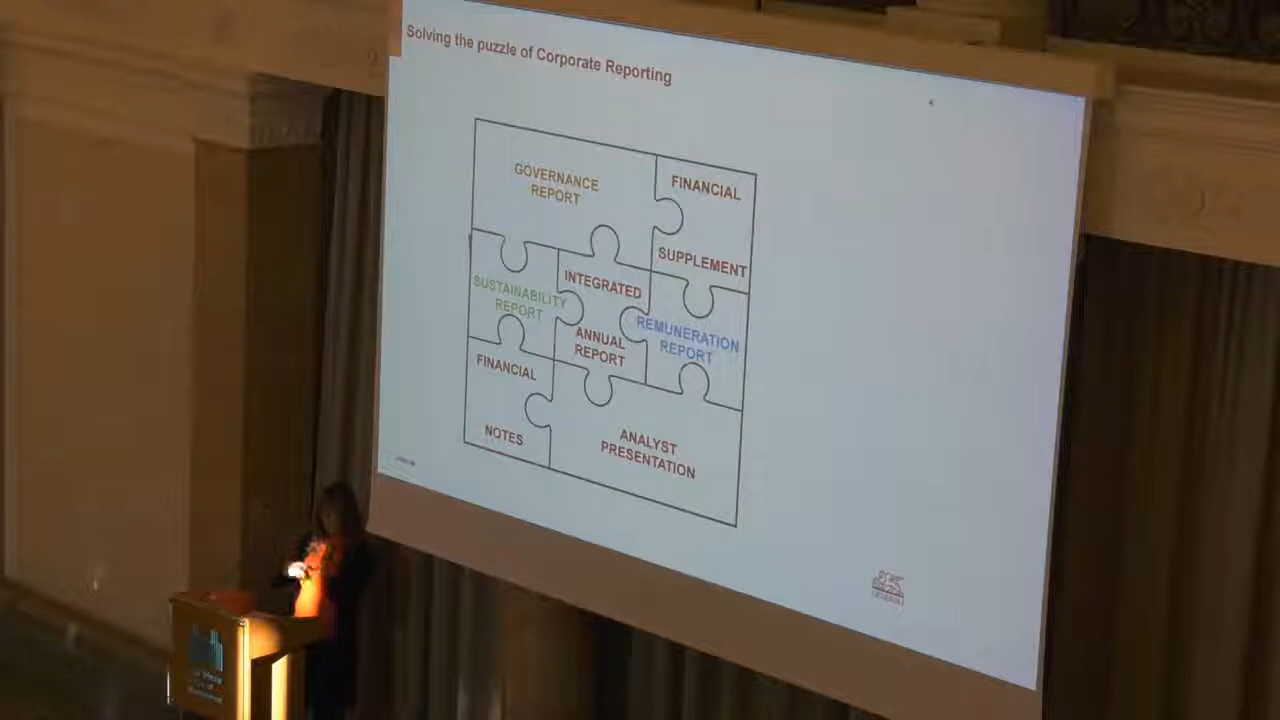 Solving the puzzle of Corporate Reporting
GOVERNANCE
REPORT
FINANCIAL
SUPPLEMENT
INTEGRATED
ANNUAL
REPORT
SUSTAINABILITY
REPORT
REMUNERATION
REPORT
FINANCIAL
NOTES
ANALYST
PRESENTATION
GENERALI